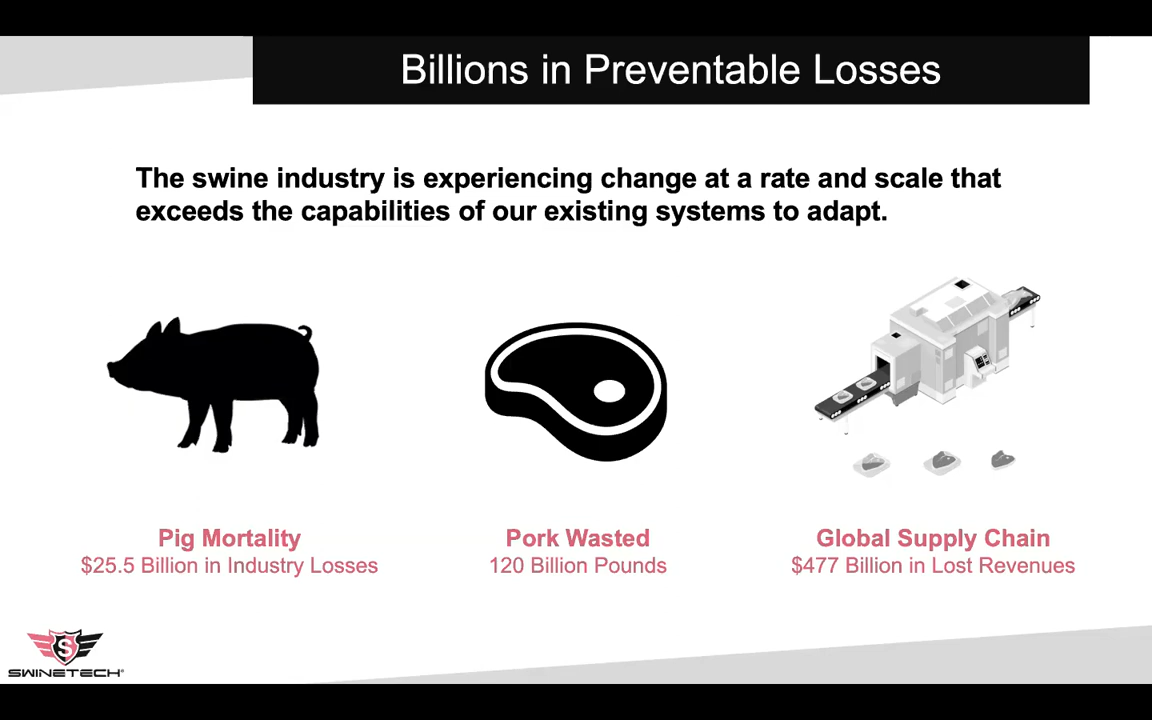 Billions in Preventable Losses
The swine industry is experiencing change at a rate and scale that
exceeds the capabilities of our existing systems to adapt.
Pig Mortality
$25.5 Billion in Industry Losses
Pork Wasted
120 Billion Pounds
Global Supply Chain
$477 Billion in Lost Revenues
S
SWINETECH®